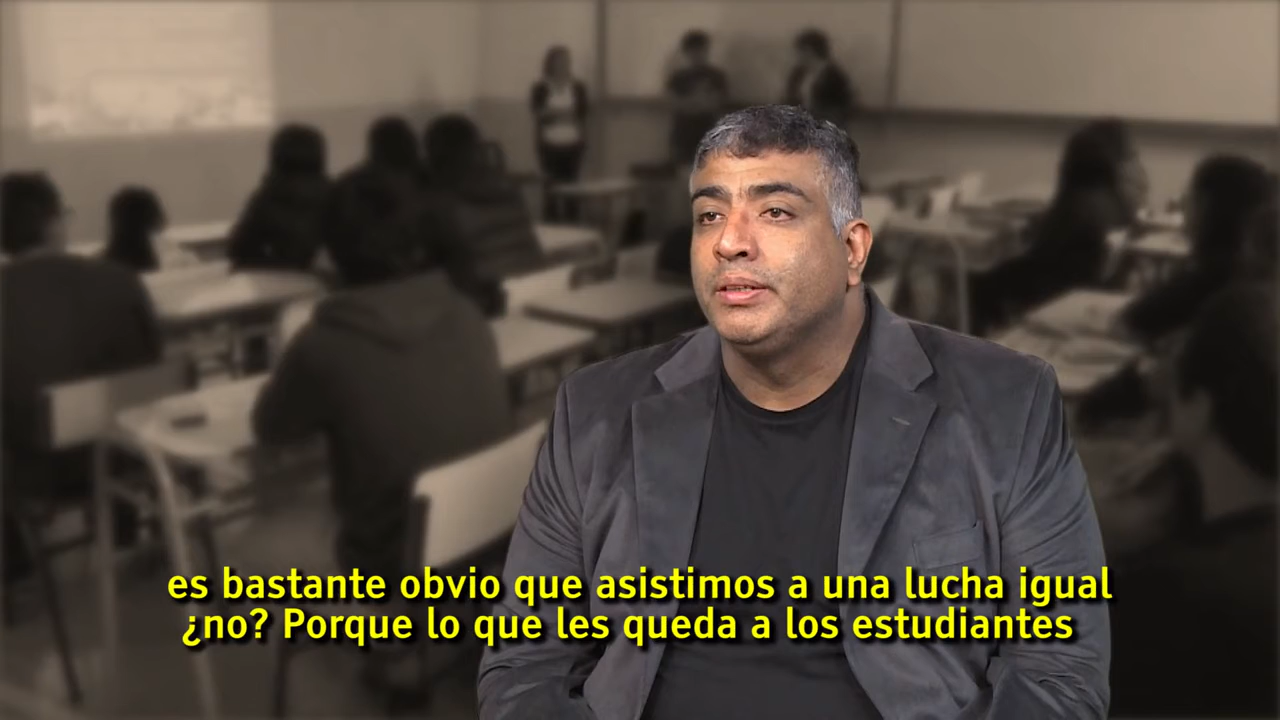 es bastante obvio que asistimos a una lucha igual
¿no? Porque lo que les queda a los estudiantes